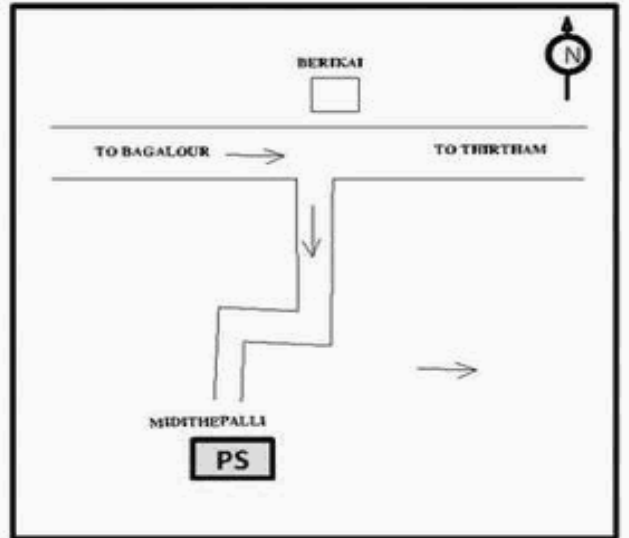 N
BERIKAI
TO BAGALOUR
TO THIRTHAM
MIDITHEPALLI
PS